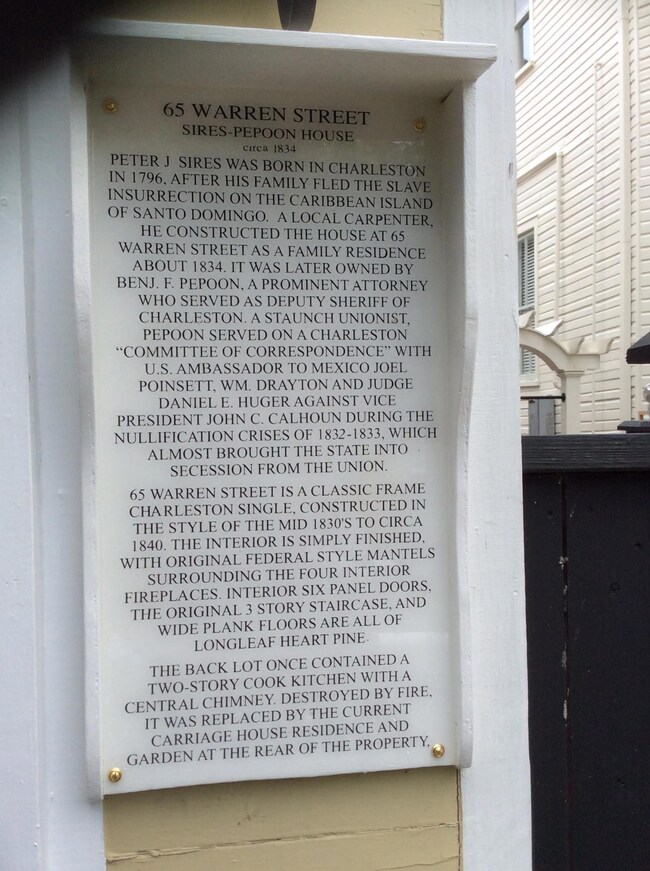 65 WARREN STREET
SIRES-PEPOON HOUSE
circa 1834
PETER J SIRES WAS BORN IN CHARLESTON
IN 1796, AFTER HIS FAMILY FLED THE SLAVE
INSURRECTION ON THE CARIBBEAN ISLAND
OF SANTO DOMINGO. A LOCAL CARPENTER,
HE CONSTRUCTED THE HOUSE AT 65
WARREN STREET AS A FAMILY RESIDENCE
ABOUT 1834. IT WAS LATER OWNED BY
BENJ. F. PEPOON, A PROMINENT ATTORNEY
WHO SERVED AS DEPUTY SHERIFF OF
CHARLESTON. A STAUNCH UNIONIST,
PEPOON SERVED ON A CHARLESTON
“COMMITTEE OF CORRESPONDENCE” WITH
U.S. AMBASSADOR TO MEXICO JOEL
POINSETT, WM. DRAYTON AND JUDGE
DANIEL E. HUGER AGAINST VICE
PRESIDENT JOHN C. CALHOUN DURING THE
NULLIFICATION CRISES OF 1832-1833, WHICH
ALMOST BROUGHT THE STATE INTO
SECESSION FROM THE UNION.
65 WARREN STREET IS A CLASSIC FRAME
CHARLESTON SINGLE, CONSTRUCTED IN
THE STYLE OF THE MID 1830'S TO CIRCA
1840. THE INTERIOR IS SIMPLY FINISHED,
WITH ORIGINAL FEDERAL STYLE MANTELS
SURROUNDING THE FOUR INTERIOR
FIREPLACES. INTERIOR SIX PANEL DOORS,
THE ORIGINAL 3 STORY STAIRCASE, AND
WIDE PLANK FLOORS ARE ALL OF
LONGLEAF HEART PINE.
THE BACK LOT ONCE CONTAINED A
TWO-STORY COOK KITCHEN WITH A
CENTRAL CHIMNEY. DESTROYED BY FIRE,
IT WAS REPLACED BY THE CURRENT
CARRIAGE HOUSE RESIDENCE AND
GARDEN AT THE REAR OF THE PROPERTY.